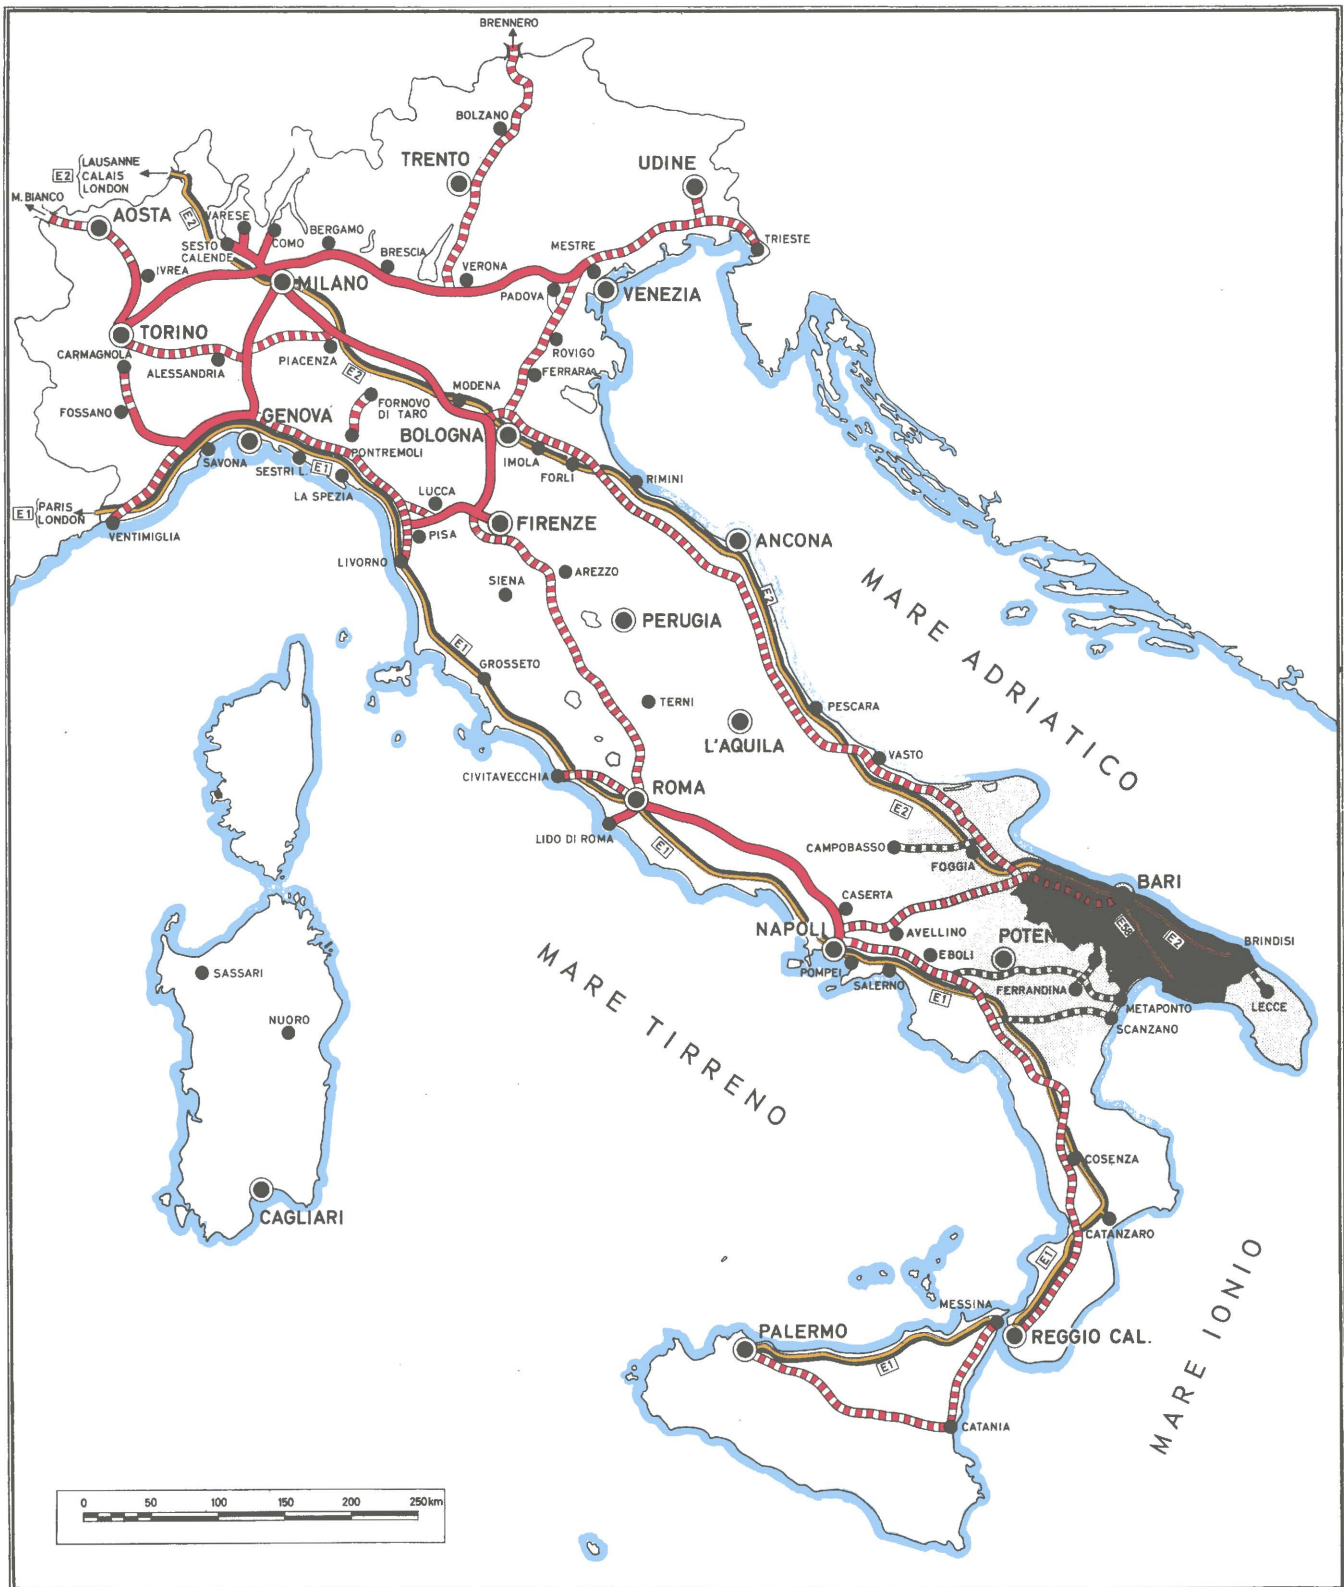 BRENNERO
BOLZANO
TRENTO
UDINE
E2
LAUSANNE
CALAIS
LONDON
M. BIANCO
AOSTA
E2
VARESE
SESTO
CALENDE
COMO
BERGAMO
BRESCIA
VERONA
MESTRE
TRIESTE
IVREA
MILANO
PADOVA
VENEZIA
TORINO
CARMAGNOLA
ALESSANDRIA
PIACENZA
E2
ROVIGO
FERRARA
MODENA
FORNOVO
DI TARO
FOSSANO
GENOVA
BOLOGNA
PONTREMOLI
SAVONA
SESTRI L.
E1
IMOLA
FORLI
RIMINI
LA SPEZIA
LUCCA
E1
PARIS
LONDON
VENTIMIGLIA
PISA
FIRENZE
ANCONA
LIVORNO
SIENA
AREZZO
E2
PERUGIA
MARE ADRIATICO
E1
GROSSETO
TERNI
PESCARA
L'AQUILA
VASTO
CIVITAVECCHIA
ROMA
E2
LIDO DI ROMA
E1
CAMPOBASSO
FOGGIA
BARI
CASERTA
NAPOLI
AVELLINO
POTEN
E56
E2
BRINDISI
EBOLI
POMPEI
SALERNO
E1
FERRANDINA
METAPONTO
LECCE
SCANZANO
SASSARI
NUORO
MARE TIRRENO
COSENZA
CAGLIARI
CATANZARO
E1
MESSINA
PALERMO
REGGIO CAL.
E1
MARE IONIO
CATANIA
0 50 100 150 200 250 km